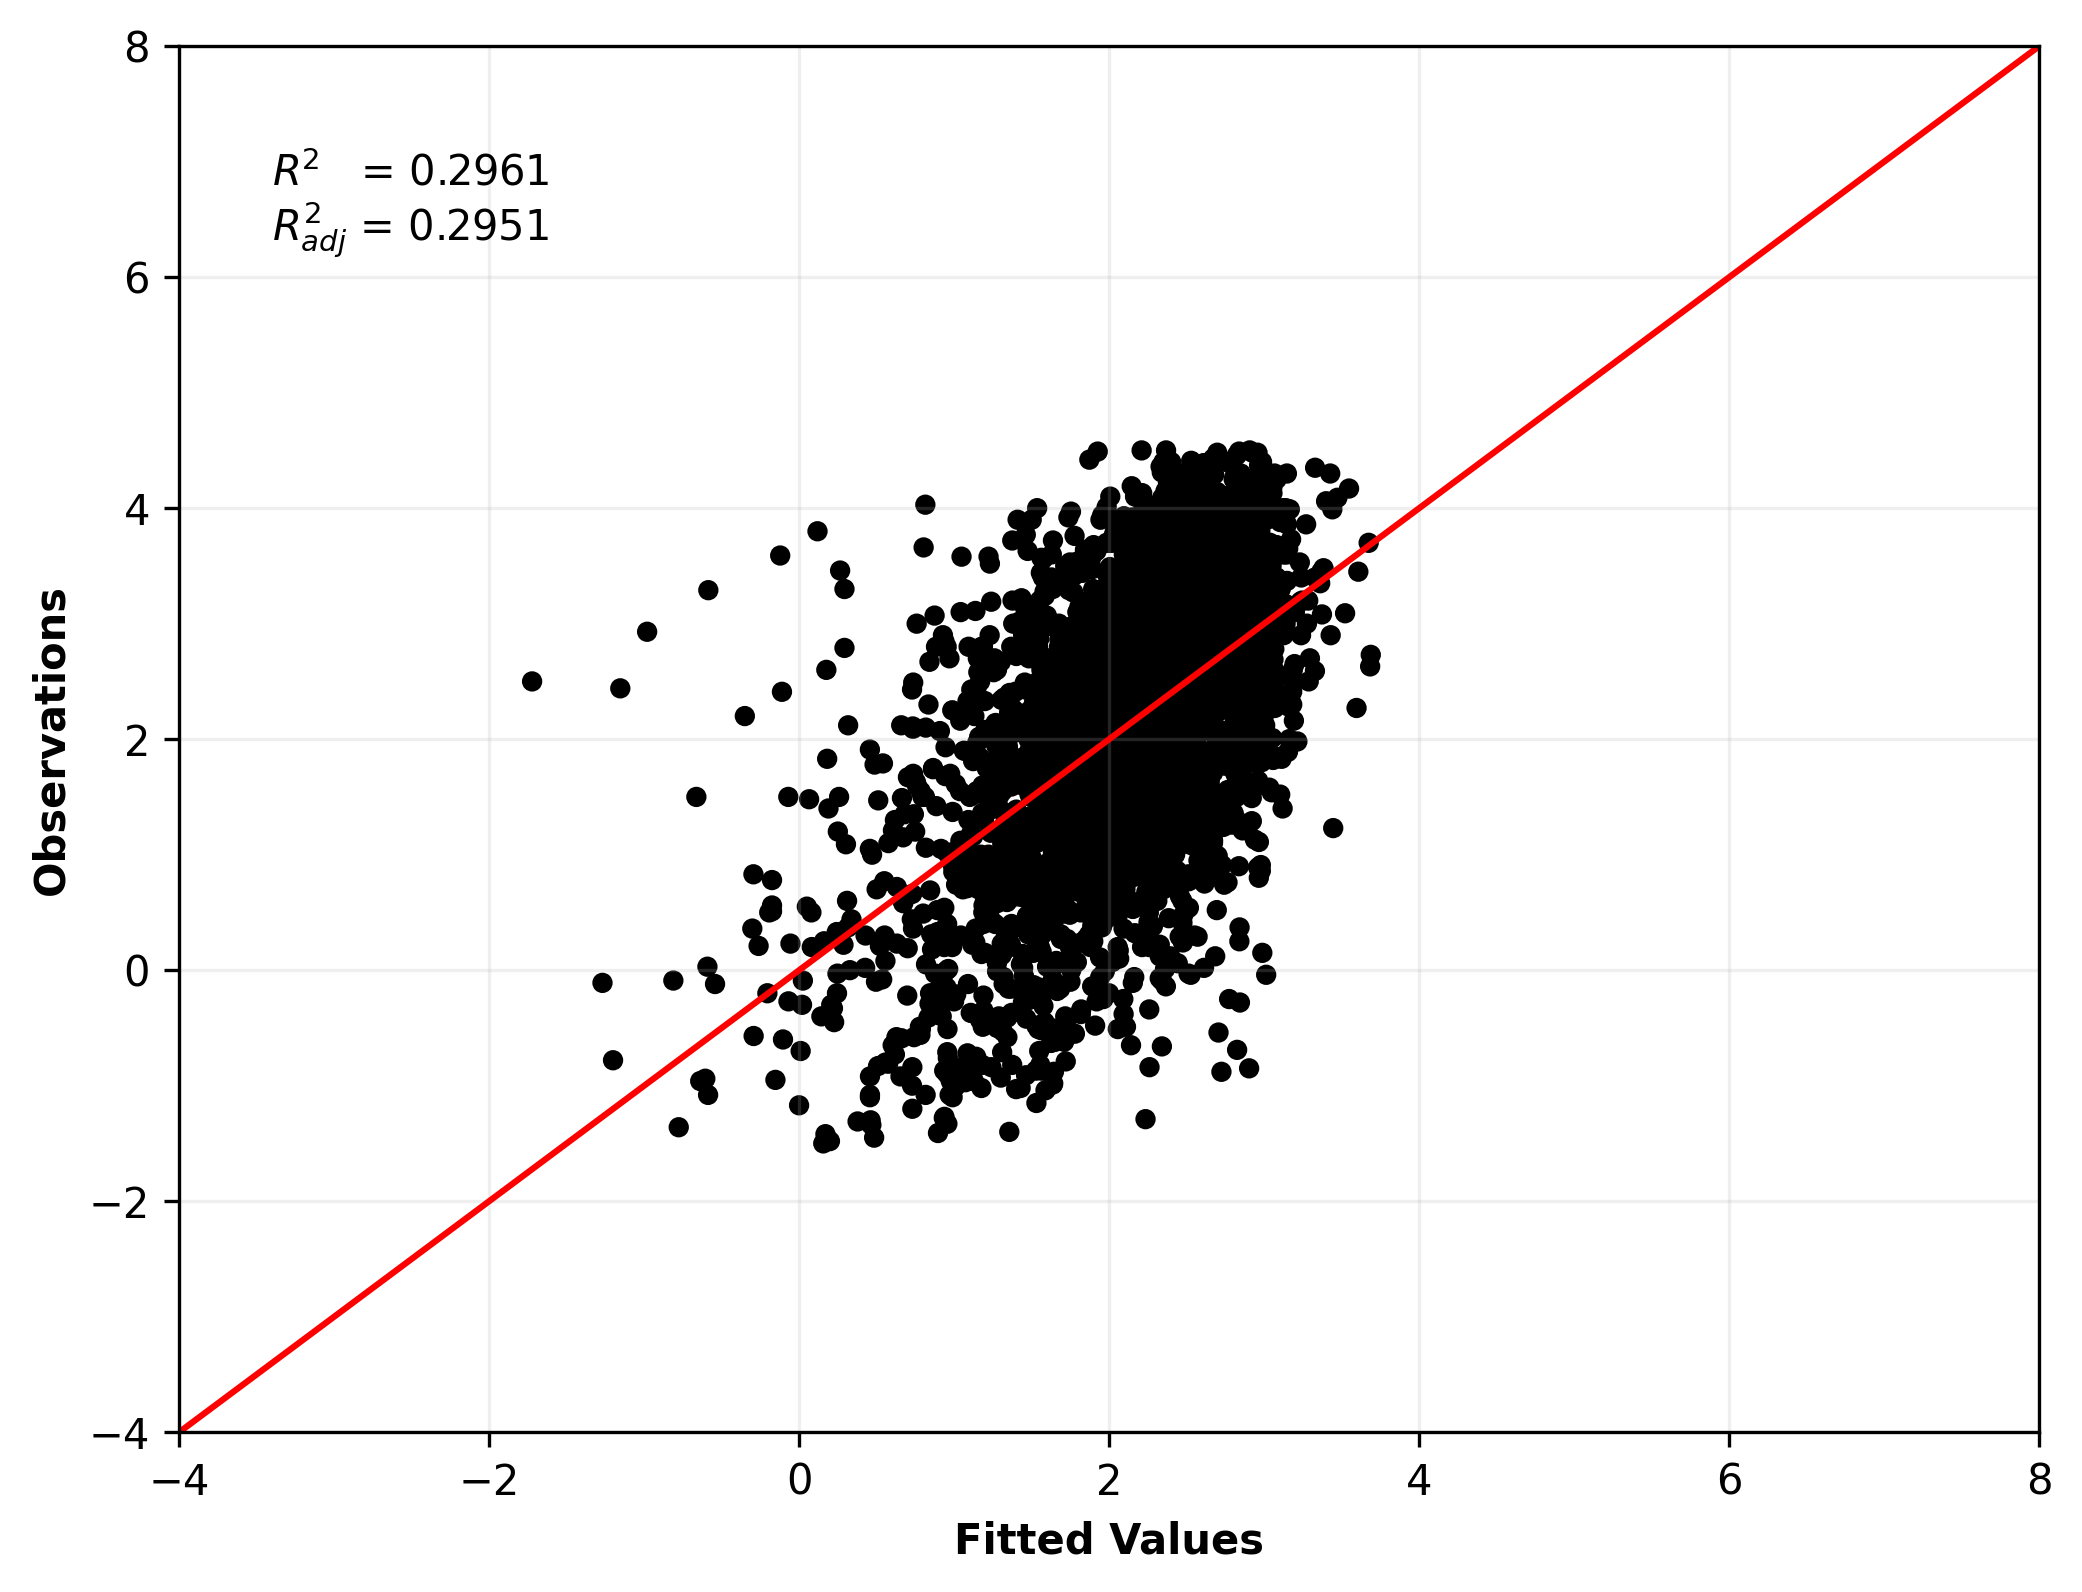 8
R² = 0.2961
R²adj = 0.2951
6
4
2
0
−2
−4
−4 −2 0 2 4 6 8
Observations
Fitted Values